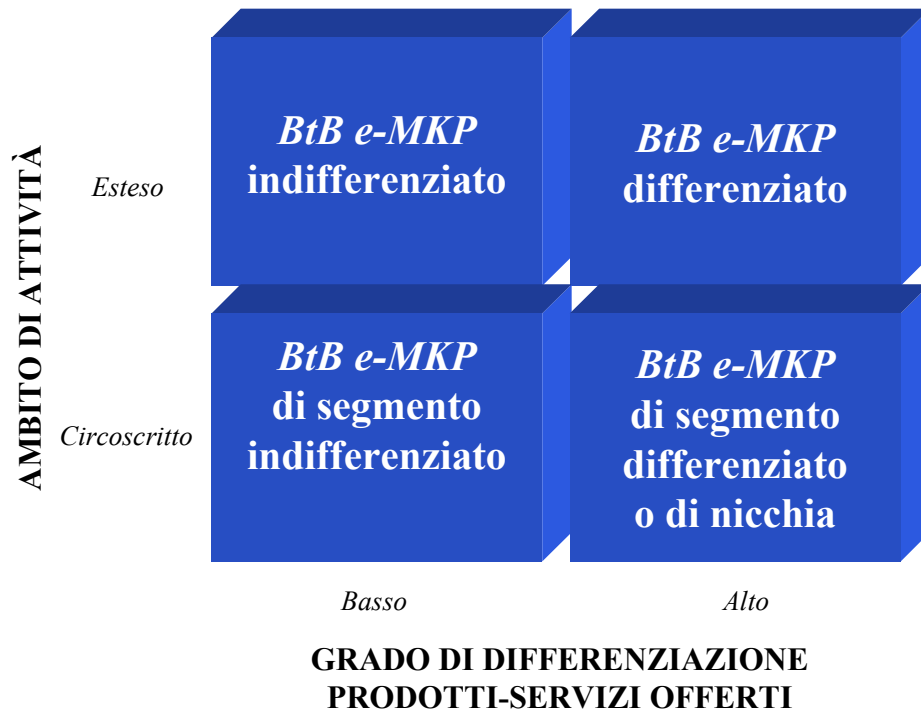 BtB e-MKP
indifferenziato
BtB e-MKP
differenziato
AMBITO DI ATTIVITÀ
Esteso
BtB e-MKP
di segmento
indifferenziato
BtB e-MKP
di segmento
differenziato
o di nicchia
Circoscritto
Basso
Alto
GRADO DI DIFFERENZIAZIONE
PRODOTTI-SERVIZI OFFERTI